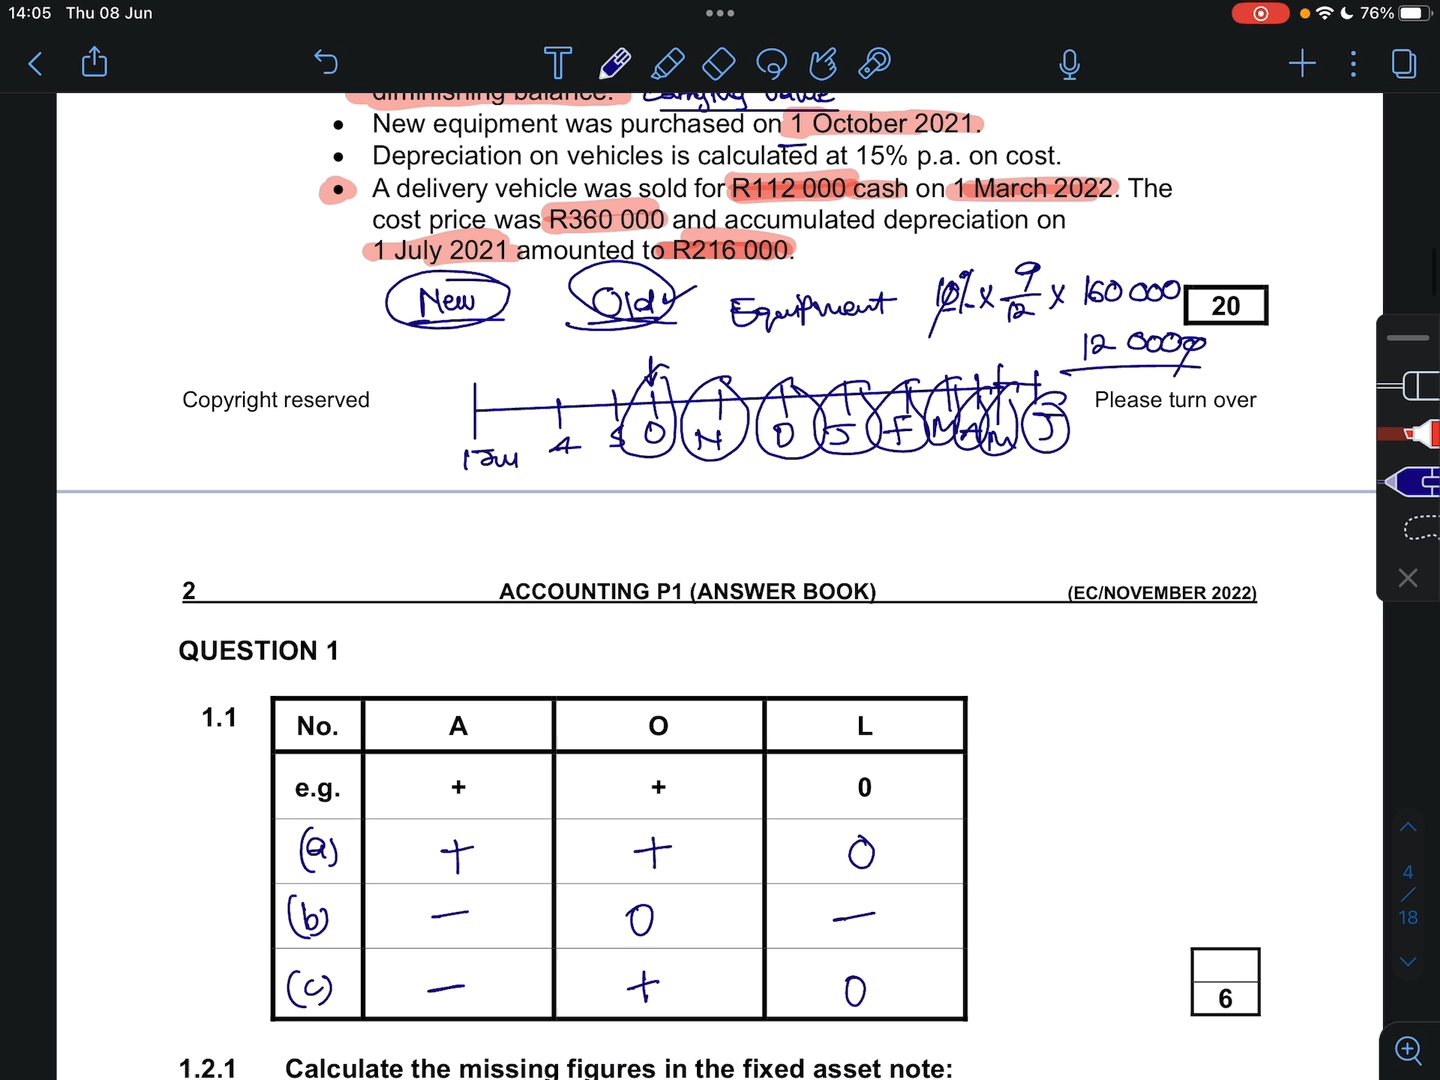 14:05 Thu 08 Jun
76%
diminishing balance. Carrying Value
• New equipment was purchased on 1 October 2021.
• Depreciation on vehicles is calculated at 15% p.a. on cost.
• A delivery vehicle was sold for R112 000 cash on 1 March 2022. The
cost price was R360 000 and accumulated depreciation on
1 July 2021 amounted to R216 000.
New Old Equipment 10% x 9/12 x 160 000
20
12 000
Copyright reserved
Please turn over
1 Jul A S O N D J F M A M J
2 ACCOUNTING P1 (ANSWER BOOK) (EC/NOVEMBER 2022)
QUESTION 1
1.1 No. A O L
e.g. + + 0
(a) + + 0
(b) – 0 –
(c) – + 0
6
1.2.1 Calculate the missing figures in the fixed asset note:
4
/
18